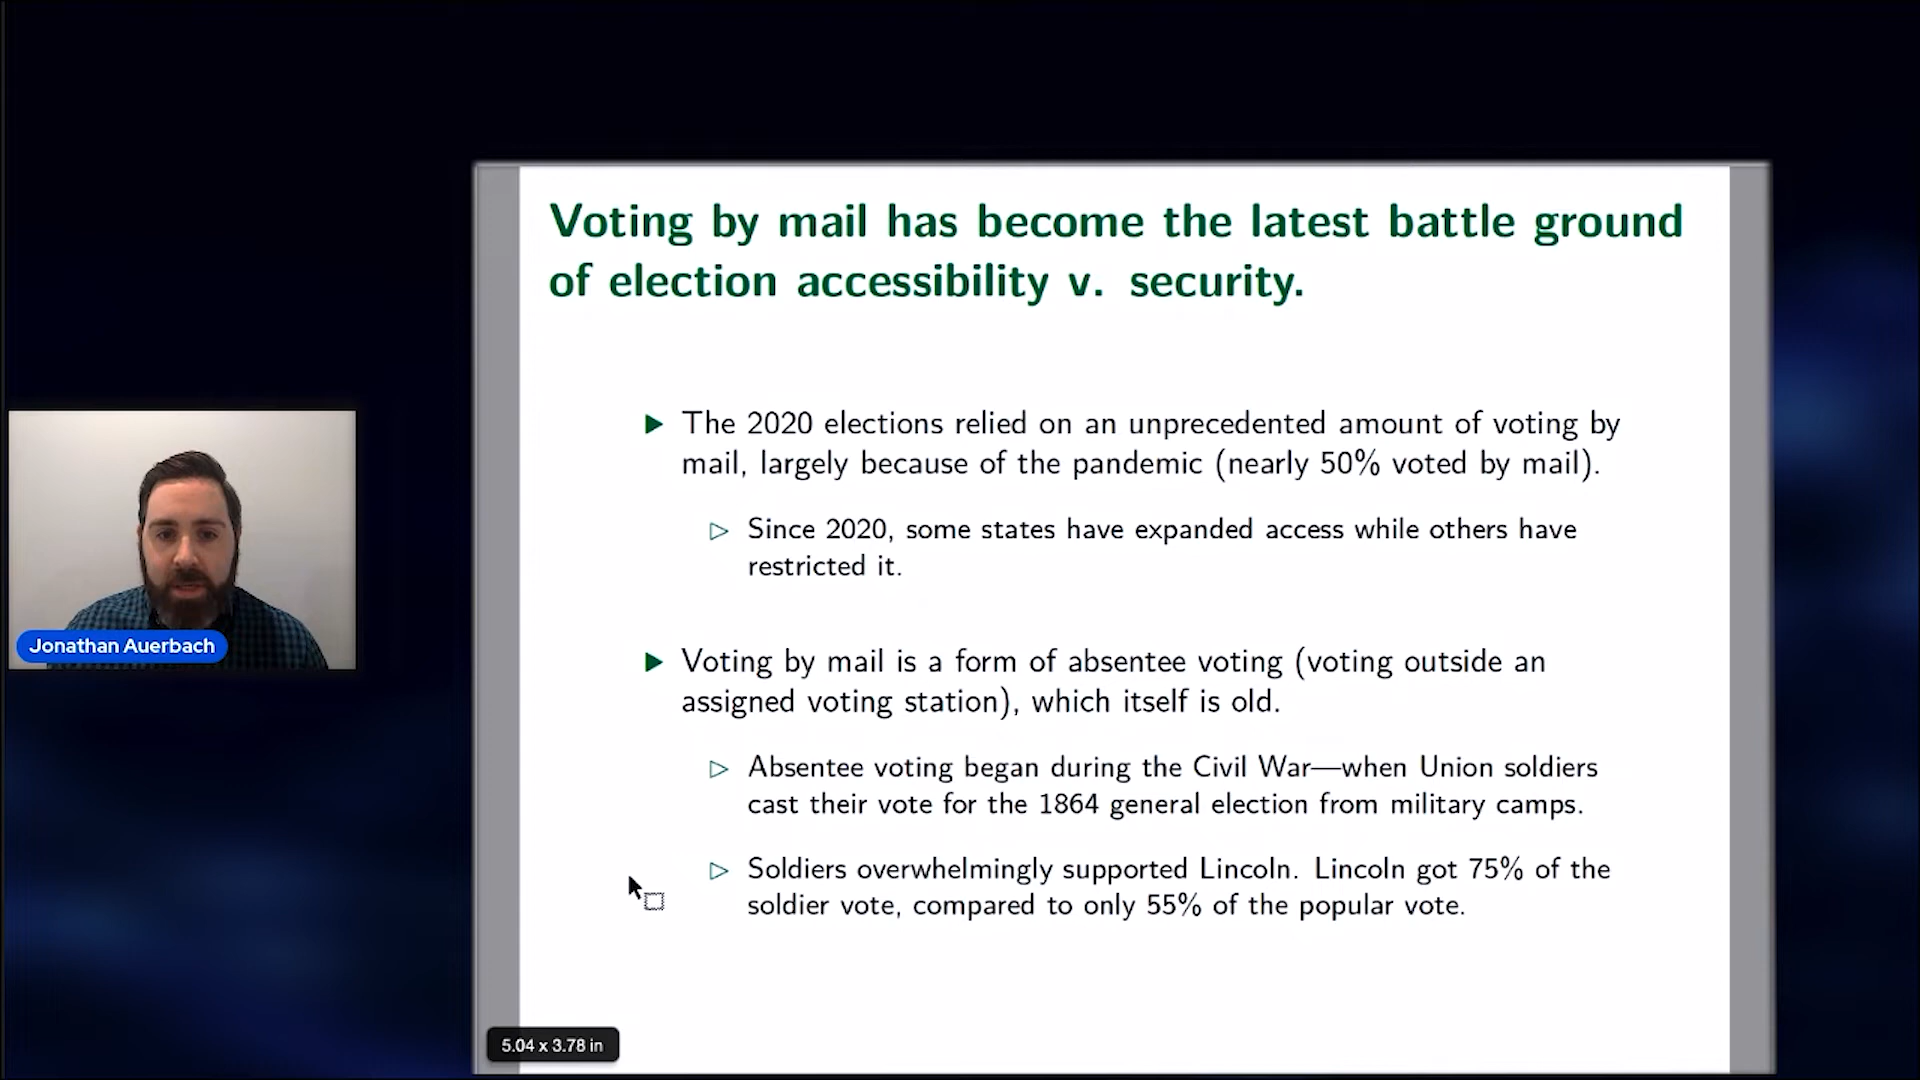 Voting by mail has become the latest battle ground
of election accessibility v. security.
▶ The 2020 elections relied on an unprecedented amount of voting by
mail, largely because of the pandemic (nearly 50% voted by mail).
▷ Since 2020, some states have expanded access while others have
restricted it.
▶ Voting by mail is a form of absentee voting (voting outside an
assigned voting station), which itself is old.
▷ Absentee voting began during the Civil War—when Union soldiers
cast their vote for the 1864 general election from military camps.
▷ Soldiers overwhelmingly supported Lincoln. Lincoln got 75% of the
soldier vote, compared to only 55% of the popular vote.
Jonathan Auerbach
5.04 x 3.78 in